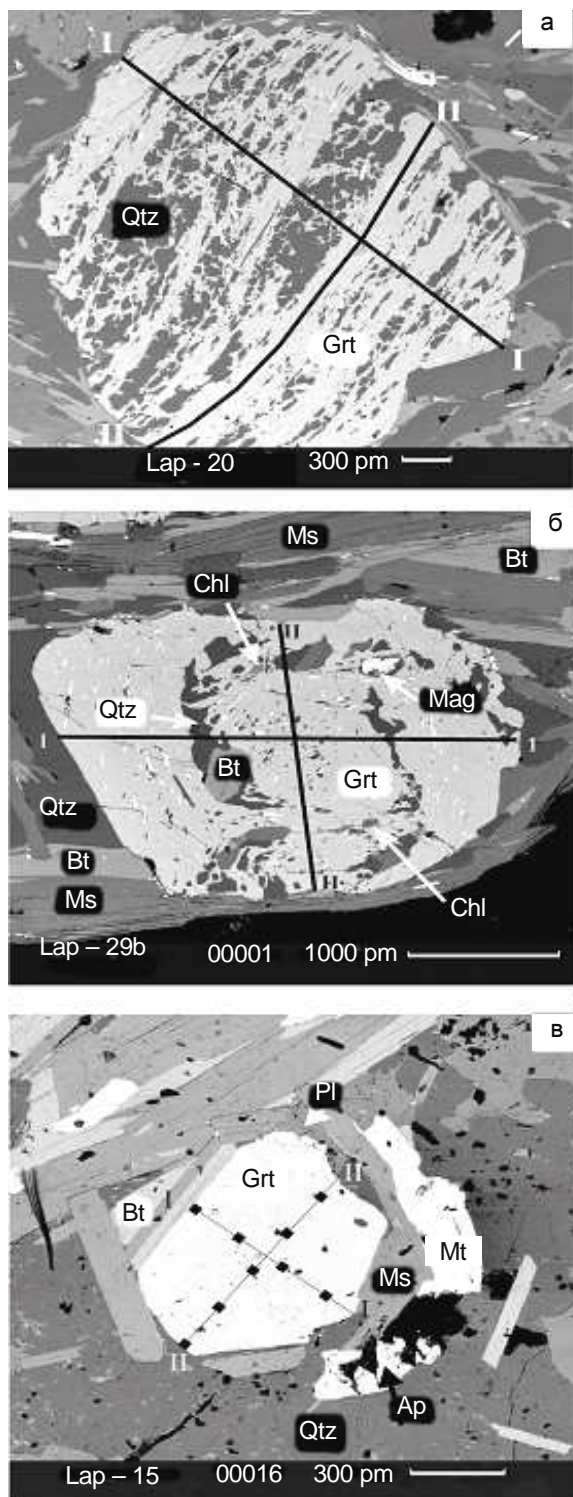 а
I
II
Qtz
Grt
I
II
Lap - 20 300 pm
б
Ms
Bt
Chl
II
Qtz
Mag
I I
Bt
Grt
Qtz
Bt
Ms
II
Chl
Lap – 29b 00001 1000 pm
в
Pl
Grt
II
Bt
I
Mt
Ms
I
II
Ap
Qtz
Lap – 15 00016 300 pm